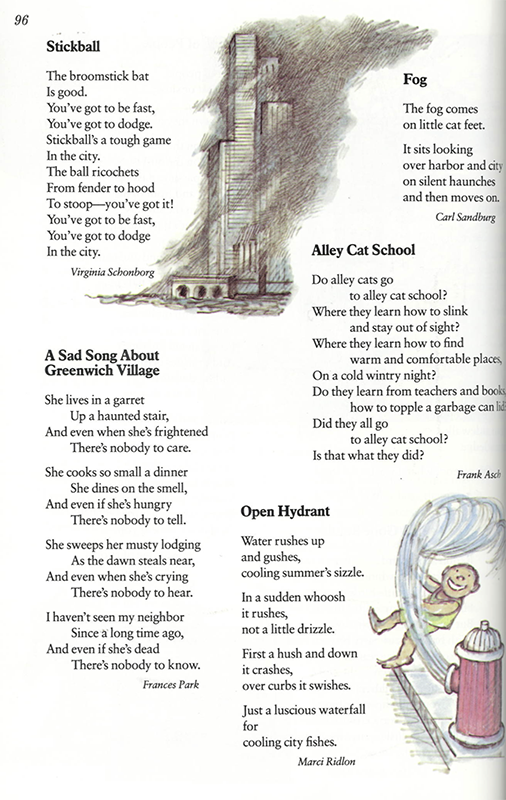 96
Stickball
The broomstick bat
Is good.
You've got to be fast,
You've got to dodge.
Stickball's a tough game
In the city.
The ball ricochets
From fender to hood
To stoop—you've got it!
You've got to be fast,
You've got to dodge
In the city.
Virginia Schonborg
Fog
The fog comes
on little cat feet.
It sits looking
over harbor and city
on silent haunches
and then moves on.
Carl Sandburg
Alley Cat School
Do alley cats go
to alley cat school?
Where they learn how to slink
and stay out of sight?
Where they learn how to find
warm and comfortable places,
On a cold wintry night?
Do they learn from teachers and books,
how to topple a garbage can lid?
Did they all go
to alley cat school?
Is that what they did?
Frank Asch
A Sad Song About
Greenwich Village
She lives in a garret
Up a haunted stair,
And even when she's frightened
There's nobody to care.
She cooks so small a dinner
She dines on the smell,
And even if she's hungry
There's nobody to tell.
She sweeps her musty lodging
As the dawn steals near,
And even when she's crying
There's nobody to hear.
I haven't seen my neighbor
Since a long time ago,
And even if she's dead
There's nobody to know.
Frances Park
Open Hydrant
Water rushes up
and gushes,
cooling summer's sizzle.
In a sudden whoosh
it rushes,
not a little drizzle.
First a hush and down
it crashes,
over curbs it swishes.
Just a luscious waterfall
for
cooling city fishes.
Marci Ridlon